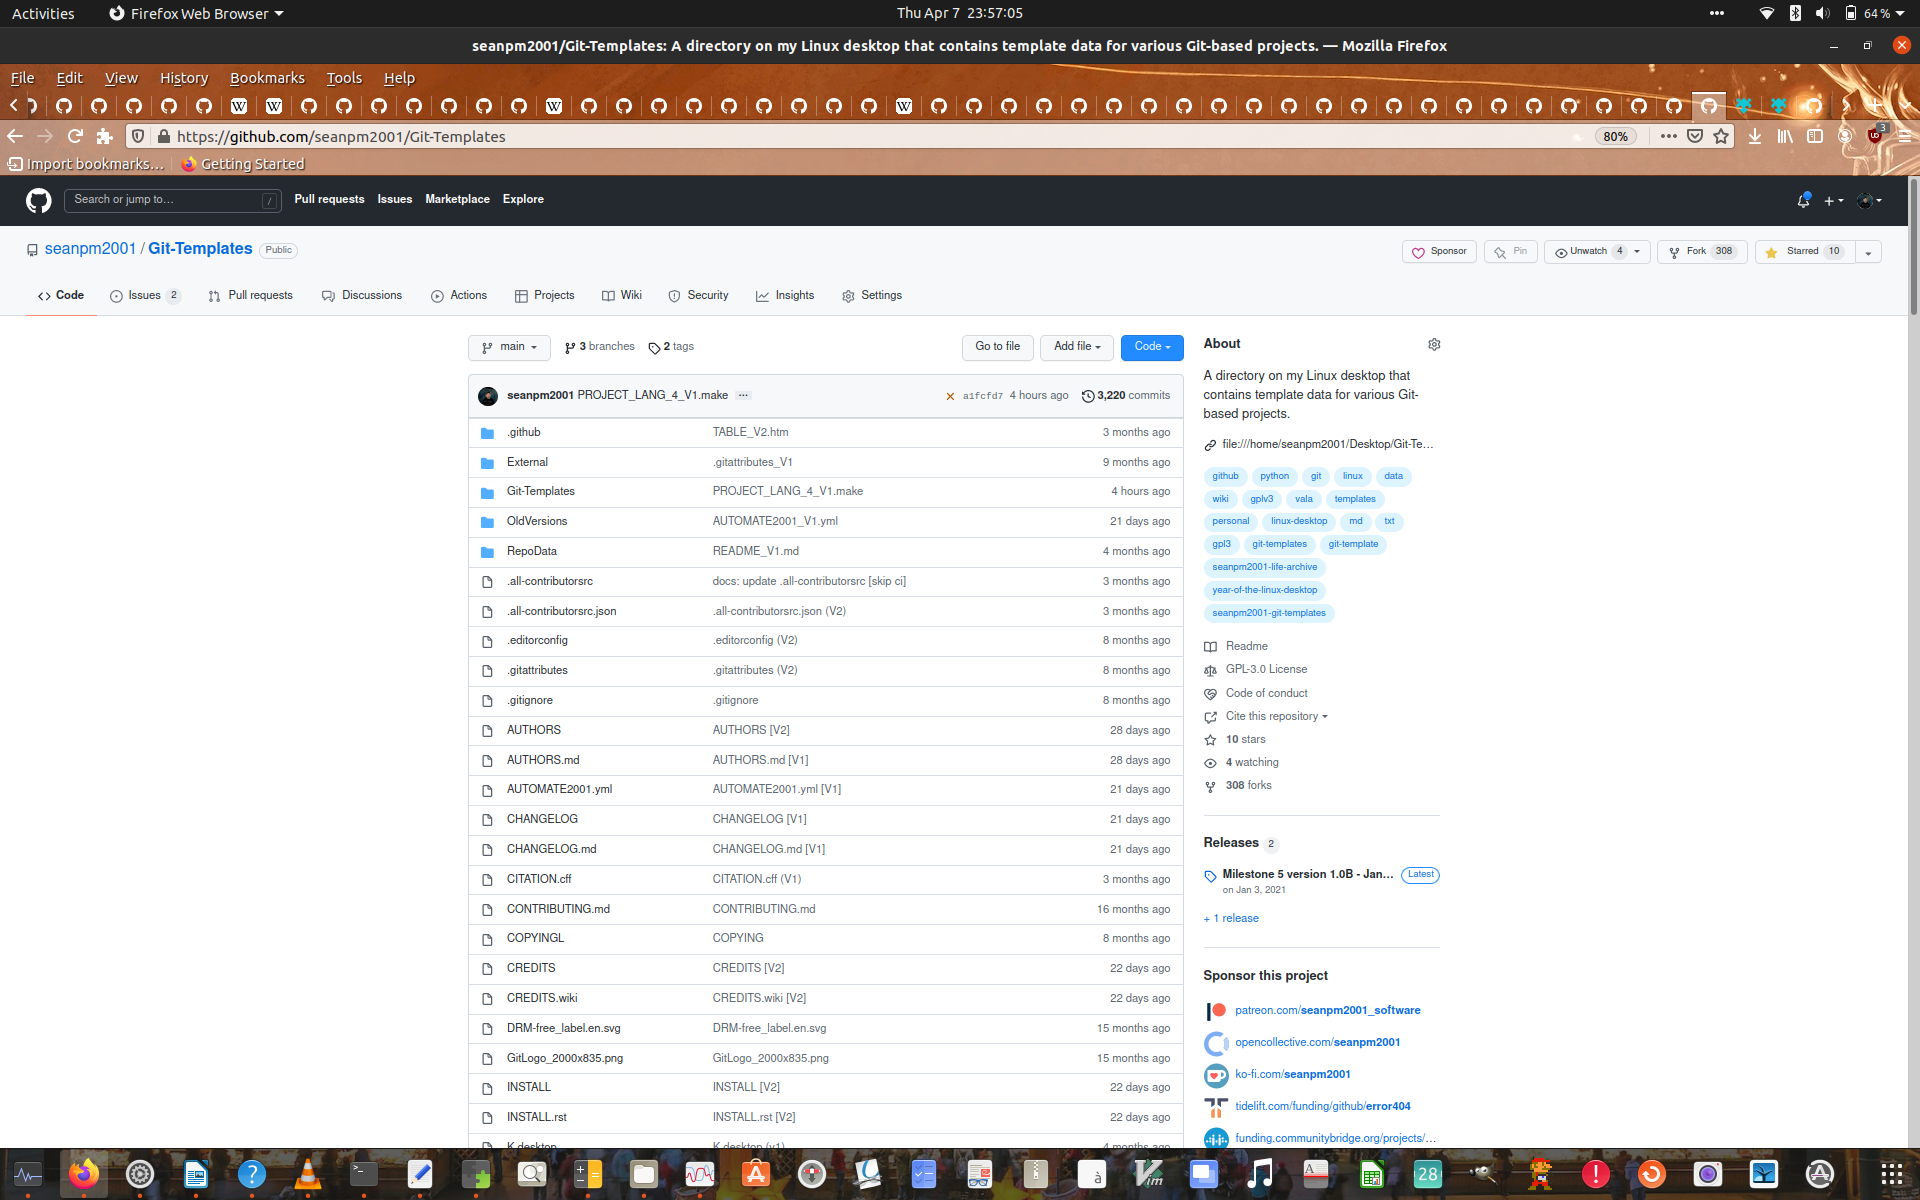 Activities Firefox Web Browser Thu Apr 7 23:57:05 64%
seanpm2001/Git-Templates: A directory on my Linux desktop that contains template data for various Git-based projects. — Mozilla Firefox
File Edit View History Bookmarks Tools Help
https://github.com/seanpm2001/Git-Templates 80% 3
Import bookmarks... Getting Started
Search or jump to... / Pull requests Issues Marketplace Explore
seanpm2001 / Git-Templates Public Sponsor Pin Unwatch 4 Fork 308 Starred 10
Code Issues 2 Pull requests Discussions Actions Projects Wiki Security Insights Settings
main 3 branches 2 tags Go to file Add file Code
seanpm2001 PROJECT_LANG_4_V1.make ... a1fcfd7 4 hours ago 3,220 commits
.github TABLE_V2.htm 3 months ago
External .gitattributes_V1 9 months ago
Git-Templates PROJECT_LANG_4_V1.make 4 hours ago
OldVersions AUTOMATE2001_V1.yml 21 days ago
RepoData README_V1.md 4 months ago
.all-contributorsrc docs: update .all-contributorsrc [skip ci] 3 months ago
.all-contributorsrc.json .all-contributorsrc.json (V2) 3 months ago
.editorconfig .editorconfig (V2) 8 months ago
.gitattributes .gitattributes (V2) 8 months ago
.gitignore .gitignore 8 months ago
AUTHORS AUTHORS [V2] 28 days ago
AUTHORS.md AUTHORS.md [V1] 28 days ago
AUTOMATE2001.yml AUTOMATE2001.yml [V1] 21 days ago
CHANGELOG CHANGELOG [V1] 21 days ago
CHANGELOG.md CHANGELOG.md [V1] 21 days ago
CITATION.cff CITATION.cff (V1) 3 months ago
CONTRIBUTING.md CONTRIBUTING.md 16 months ago
COPYINGL COPYING 8 months ago
CREDITS CREDITS [V2] 22 days ago
CREDITS.wiki CREDITS.wiki [V2] 22 days ago
DRM-free_label.en.svg DRM-free_label.en.svg 15 months ago
GitLogo_2000x835.png GitLogo_2000x835.png 15 months ago
INSTALL INSTALL [V2] 22 days ago
INSTALL.rst INSTALL.rst [V2] 22 days ago
K.desktop K.desktop (v1) 4 months ago
About
A directory on my Linux desktop that
contains template data for various Git-
based projects.
file:///home/seanpm2001/Desktop/Git-Te...
github python git linux data
wiki gplv3 vala templates
personal linux-desktop md txt
gpl3 git-templates git-template
seanpm2001-life-archive
year-of-the-linux-desktop
seanpm2001-git-templates
Readme
GPL-3.0 License
Code of conduct
Cite this repository
10 stars
4 watching
308 forks
Releases 2
Milestone 5 version 1.0B - Jan... Latest
on Jan 3, 2021
+ 1 release
Sponsor this project
patreon.com/seanpm2001_software
opencollective.com/seanpm2001
ko-fi.com/seanpm2001
tidelift.com/funding/github/error404
funding.communitybridge.org/projects/...
28